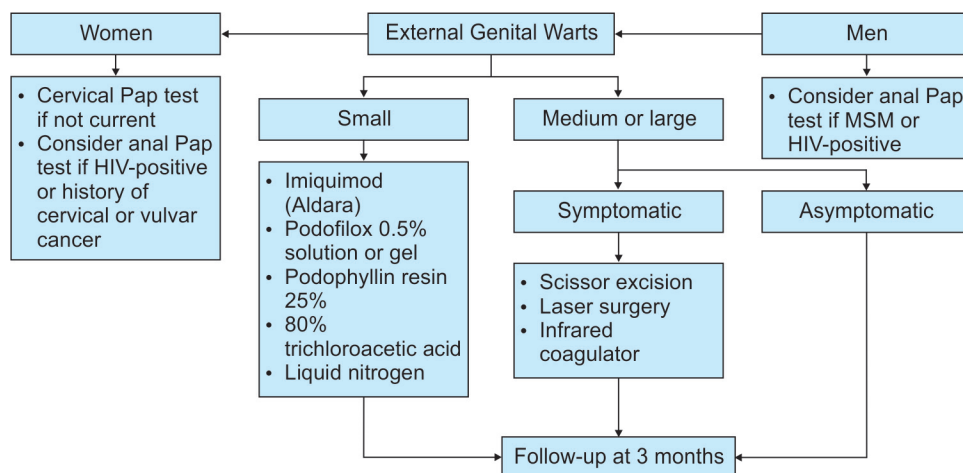 Women
External Genital Warts
Men
• Cervical Pap test
if not current
• Consider anal Pap
test if HIV-positive
or history of
cervical or vulvar
cancer
Small
Medium or large
• Consider anal Pap
test if MSM or
HIV-positive
• Imiquimod
(Aldara)
• Podofilox 0.5%
solution or gel
• Podophyllin resin
25%
• 80%
trichloroacetic acid
• Liquid nitrogen
Symptomatic
Asymptomatic
• Scissor excision
• Laser surgery
• Infrared
coagulator
Follow-up at 3 months